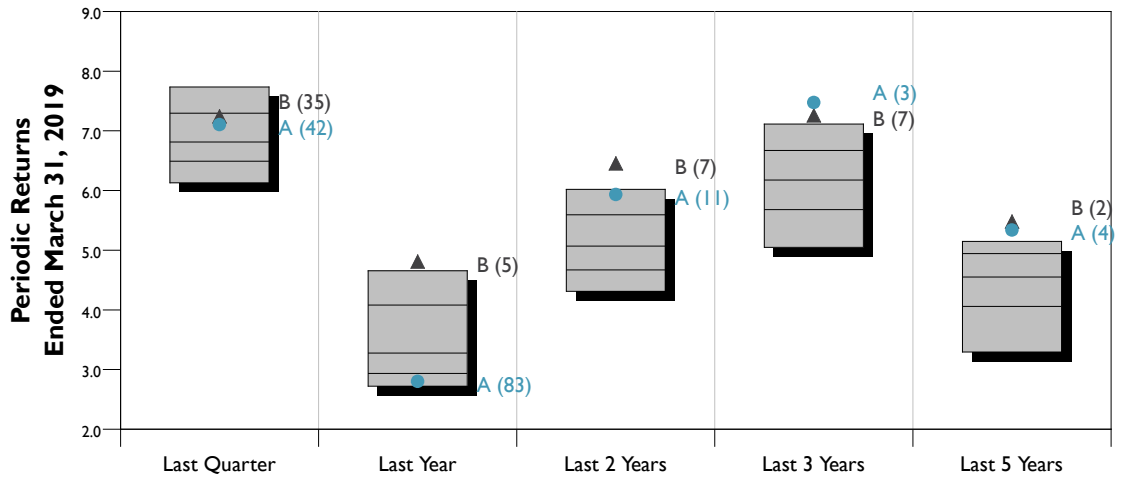 Periodic Returns
Ended March 31, 2019
9.0
8.0
7.0
6.0
5.0
4.0
3.0
2.0
B (35)
A (42)
B (5)
A (83)
B (7)
A (11)
A (3)
B (7)
B (2)
A (4)
Last Quarter
Last Year
Last 2 Years
Last 3 Years
Last 5 Years